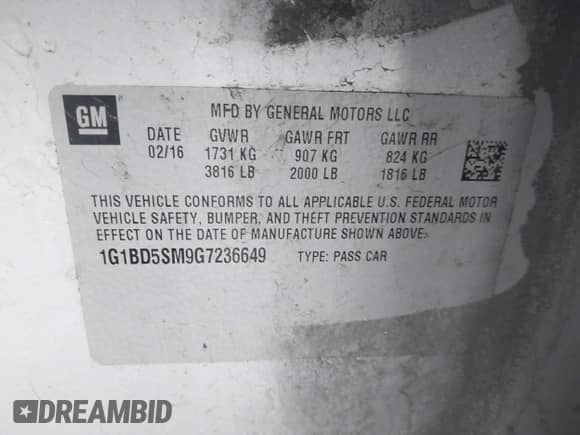 GM
MFD BY GENERAL MOTORS LLC
DATE GVWR GAWR FRT GAWR RR
02/16 1731 KG 907 KG 824 KG
3816 LB 2000 LB 1816 LB
THIS VEHICLE CONFORMS TO ALL APPLICABLE U.S. FEDERAL MOTOR
VEHICLE SAFETY, BUMPER, AND THEFT PREVENTION STANDARDS IN
EFFECT ON THE DATE OF MANUFACTURE SHOWN ABOVE.
1G1BD5SM9G7236649 TYPE: PASS CAR
DREAMBID